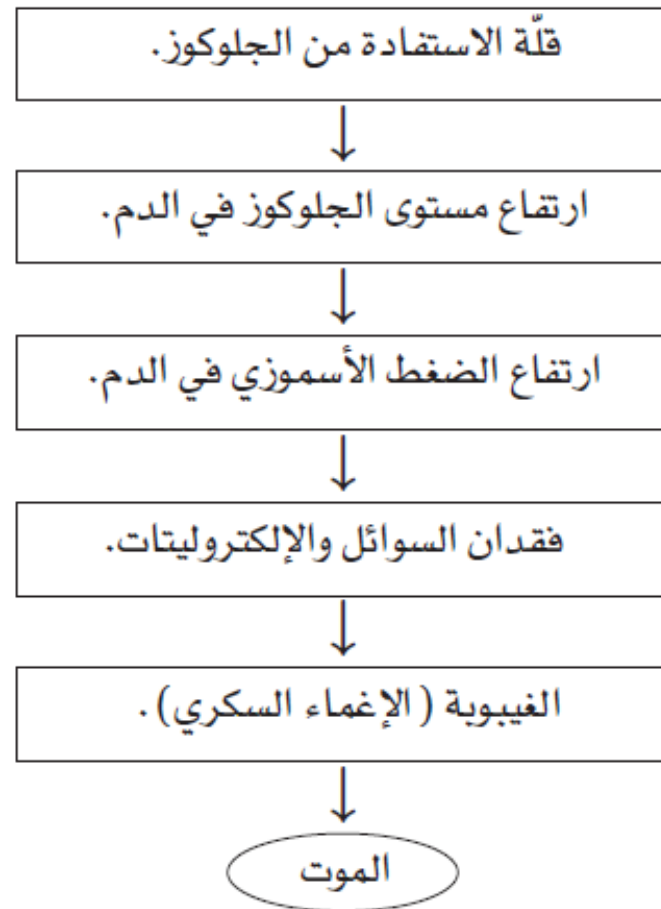 قلّة الاستفادة من الجلوكوز.
ارتفاع مستوى الجلوكوز في الدم.
ارتفاع الضغط الأسموزي في الدم.
فقدان السوائل والإلكتروليتات.
الغيبوبة (الإغماء السكري).
الموت